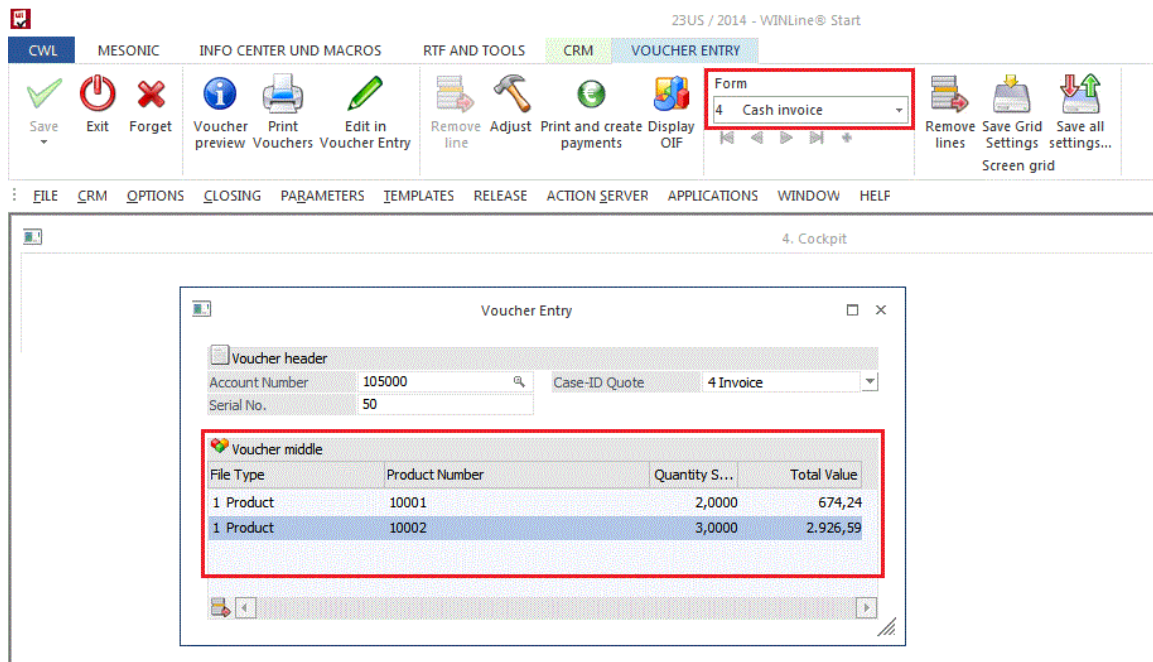 23US / 2014 - WINLine® Start
CWL MESONIC INFO CENTER UND MACROS RTF AND TOOLS CRM VOUCHER ENTRY
Form
4 Cash invoice
Save Exit Forget Voucher preview Print Vouchers Edit in Voucher Entry Remove line Adjust Print and create payments Display OIF Remove lines Save Grid Settings Save all settings...
Screen grid
FILE CRM OPTIONS CLOSING PARAMETERS TEMPLATES RELEASE ACTION SERVER APPLICATIONS WINDOW HELP
4. Cockpit
Voucher Entry
Voucher header
Account Number 105000 Case-ID Quote 4 Invoice
Serial No. 50
Voucher middle
File Type Product Number Quantity S... Total Value
1 Product 10001 2,0000 674,24
1 Product 10002 3,0000 2.926,59